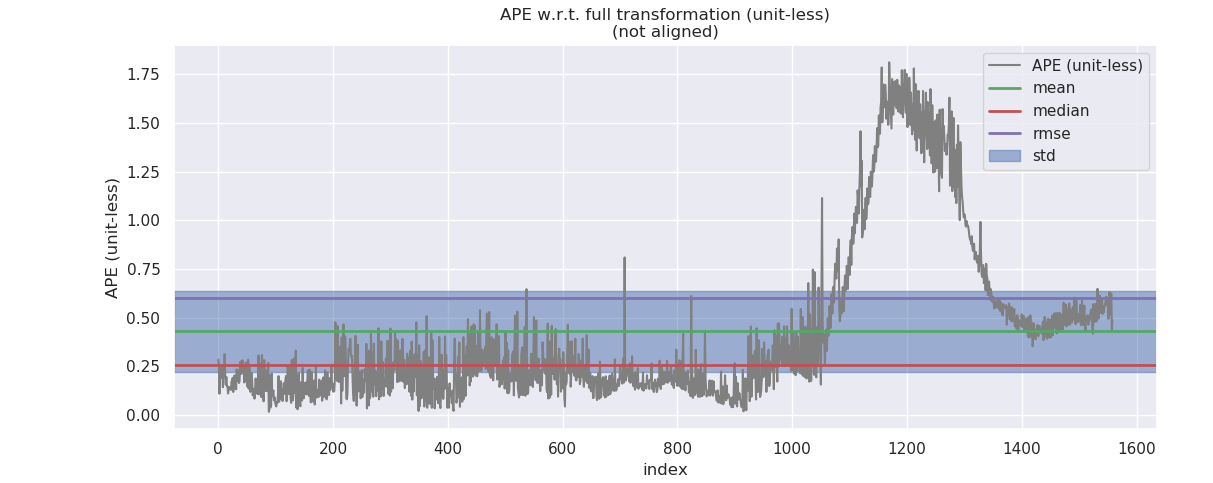 APE w.r.t. full transformation (unit-less)
(not aligned)
APE (unit-less)
1.75
1.50
1.25
1.00
0.75
0.50
0.25
0.00
0 200 400 600 800 1000 1200 1400 1600
index
APE (unit-less)
mean
median
rmse
std